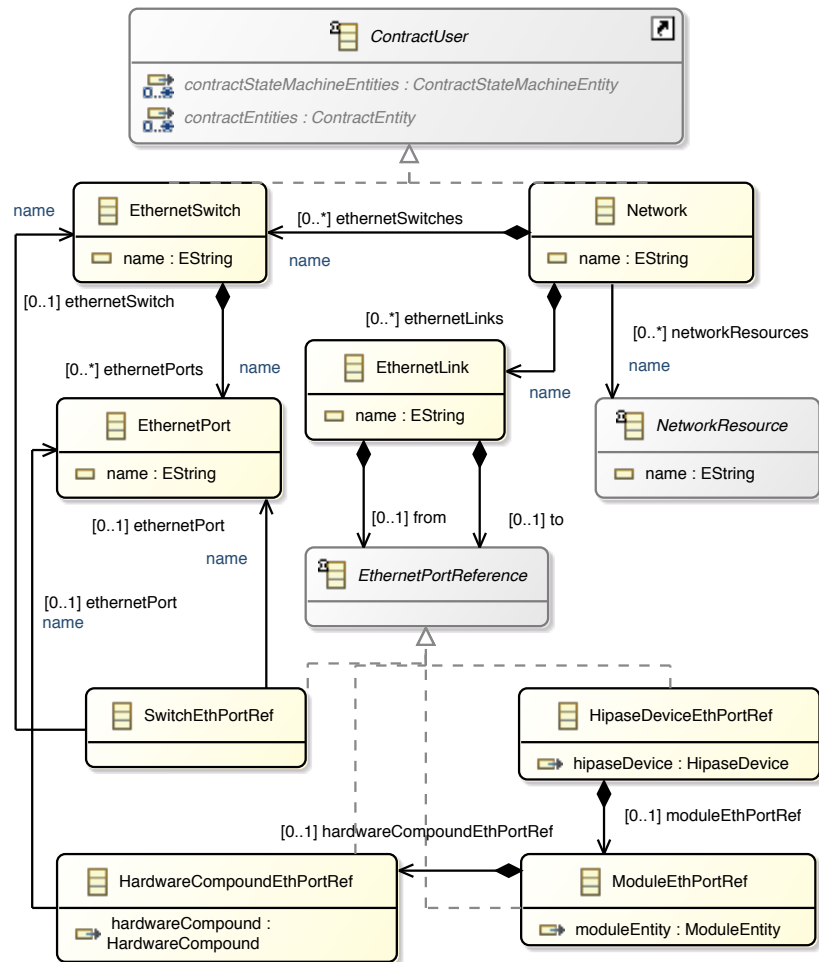 ContractUser
contractStateMachineEntities : ContractStateMachineEntity
contractEntities : ContractEntity
name
EthernetSwitch
name : EString
[0..*] ethernetSwitches
name
Network
name : EString
[0..1] ethernetSwitch
[0..*] ethernetLinks
[0..*] networkResources
name
[0..*] ethernetPorts
name
EthernetLink
name : EString
name
EthernetPort
name : EString
NetworkResource
name : EString
[0..1] ethernetPort
name
[0..1] from
[0..1] to
EthernetPortReference
[0..1] ethernetPort
name
SwitchEthPortRef
HipaseDeviceEthPortRef
hipaseDevice : HipaseDevice
[0..1] moduleEthPortRef
[0..1] hardwareCompoundEthPortRef
HardwareCompoundEthPortRef
hardwareCompound :
HardwareCompound
ModuleEthPortRef
moduleEntity : ModuleEntity